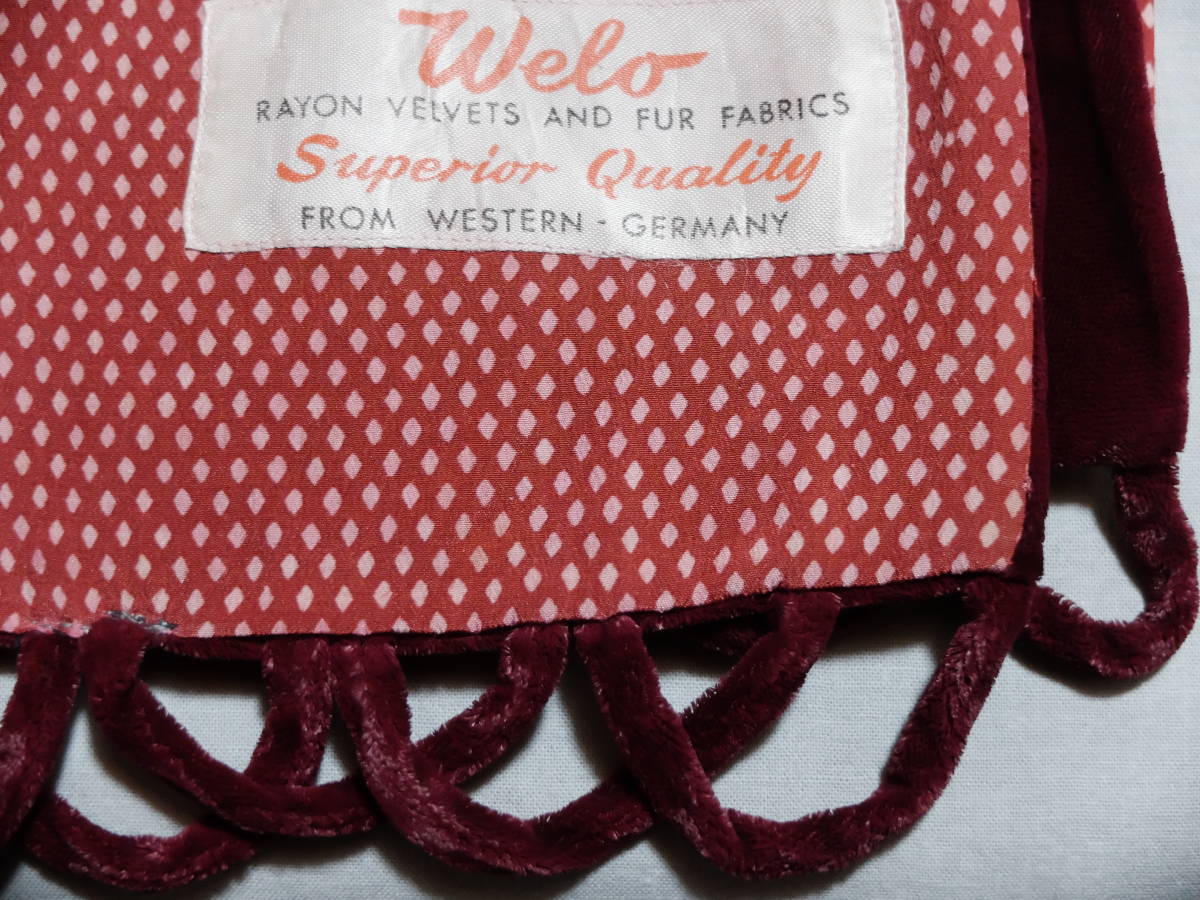 Welo
RAYON VELVETS AND FUR FABRICS
Superior Quality
FROM WESTERN - GERMANY